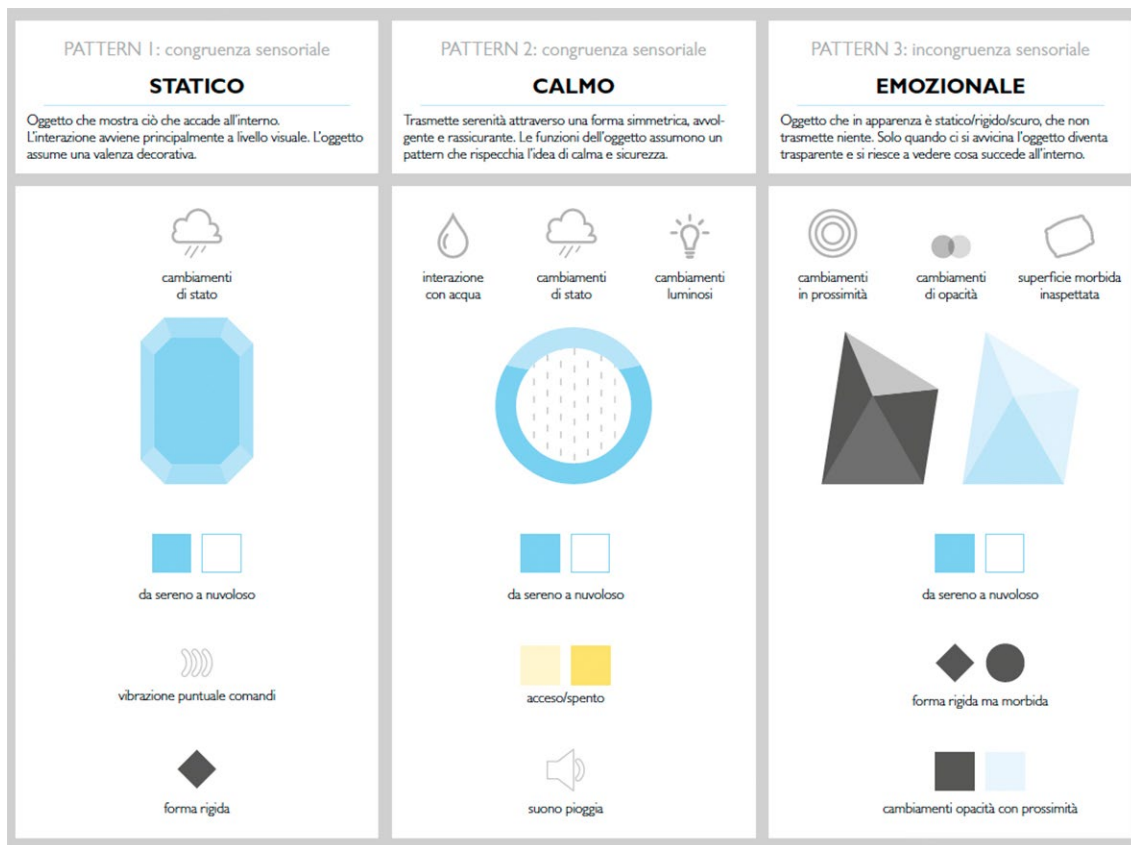 PATTERN 1: congruenza sensoriale
STATICO
Oggetto che mostra ciò che accade all'interno.
L'interazione avviene principalmente a livello visuale. L'oggetto
assume una valenza decorativa.
cambiamenti
di stato
da sereno a nuvoloso
vibrazione puntuale comandi
forma rigida
PATTERN 2: congruenza sensoriale
CALMO
Trasmette serenità attraverso una forma simmetrica, avvol-
gente e rassicurante. Le funzioni dell'oggetto assumono un
pattern che rispecchia l'idea di calma e sicurezza.
interazione
con acqua
cambiamenti
di stato
cambiamenti
luminosi
da sereno a nuvoloso
acceso/spento
suono pioggia
PATTERN 3: incongruenza sensoriale
EMOZIONALE
Oggetto che in apparenza è statico/rigido/scuro, che non
trasmette niente. Solo quando ci si avvicina l'oggetto diventa
trasparente e si riesce a vedere cosa succede all'interno.
cambiamenti
in prossimità
cambiamenti
di opacità
superficie morbida
inaspettata
da sereno a nuvoloso
forma rigida ma morbida
cambiamenti opacità con prossimità